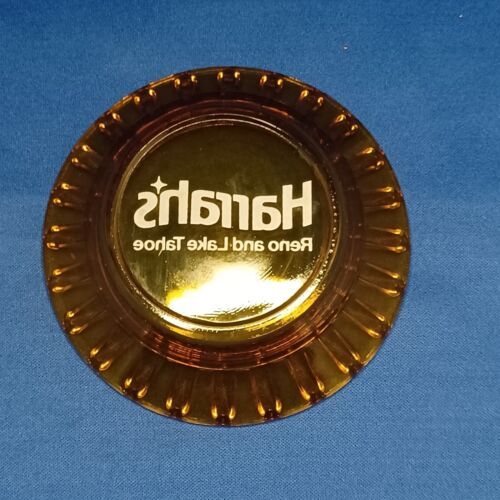 Harrah's
Reno and Lake Tahoe